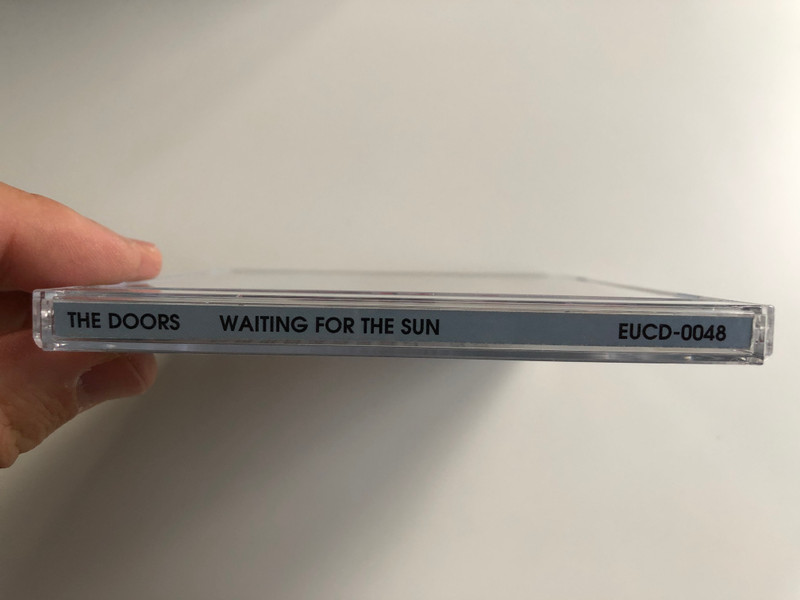 THE DOORS WAITING FOR THE SUN EUCD-0048